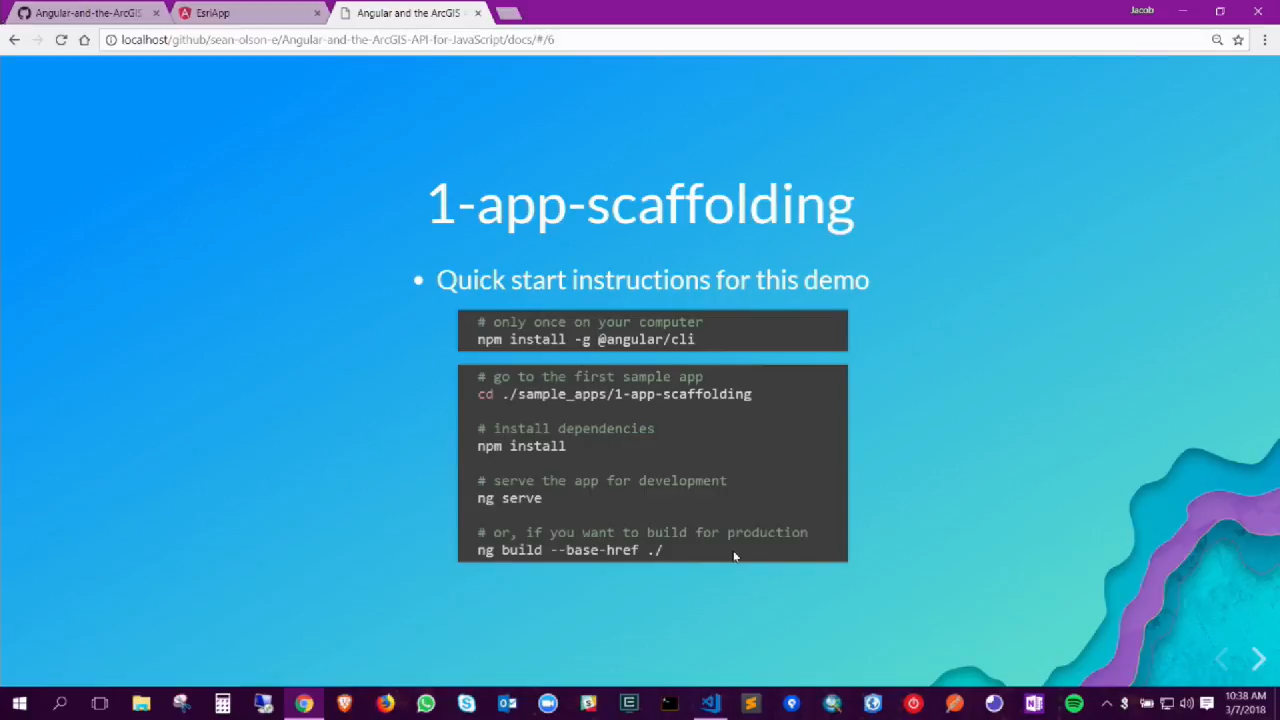 Angular-and-the-ArcGIS
EsriApp
Angular and the ArcGIS
Jacob
localhost/github/sean-olson-e/Angular-and-the-ArcGIS-API-for-JavaScript/docs/#/6
1-app-scaffolding
• Quick start instructions for this demo
# only once on your computer
npm install -g @angular/cli
# go to the first sample app
cd ./sample_apps/1-app-scaffolding
# install dependencies
npm install
# serve the app for development
ng serve
# or, if you want to build for production
ng build --base-href ./
10:38 AM
3/7/2018